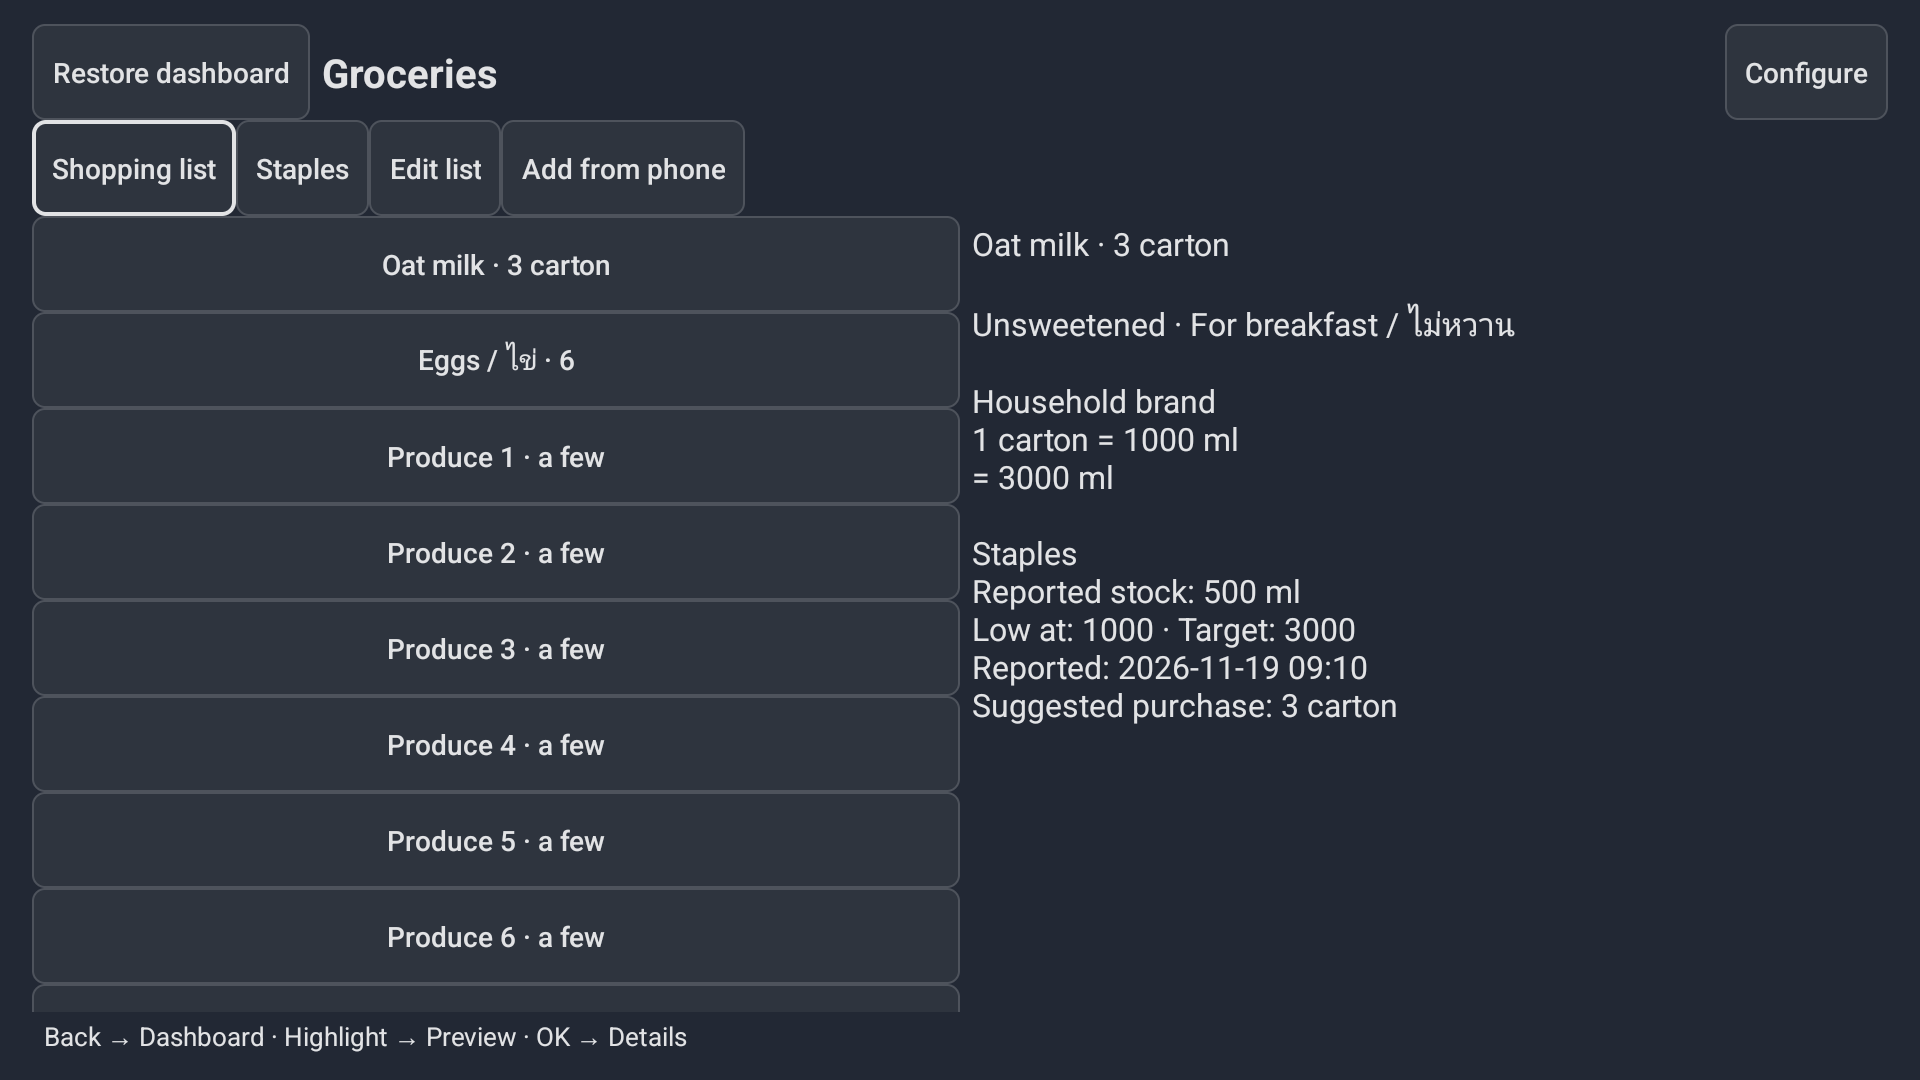 Restore dashboard
Groceries
Configure
Shopping list
Staples
Edit list
Add from phone
Oat milk · 3 carton
Eggs / ไข่ · 6
Produce 1 · a few
Produce 2 · a few
Produce 3 · a few
Produce 4 · a few
Produce 5 · a few
Produce 6 · a few
Oat milk · 3 carton
Unsweetened · For breakfast / ไม่หวาน
Household brand
1 carton = 1000 ml
= 3000 ml
Staples
Reported stock: 500 ml
Low at: 1000 · Target: 3000
Reported: 2026-11-19 09:10
Suggested purchase: 3 carton
Back → Dashboard · Highlight → Preview · OK → Details